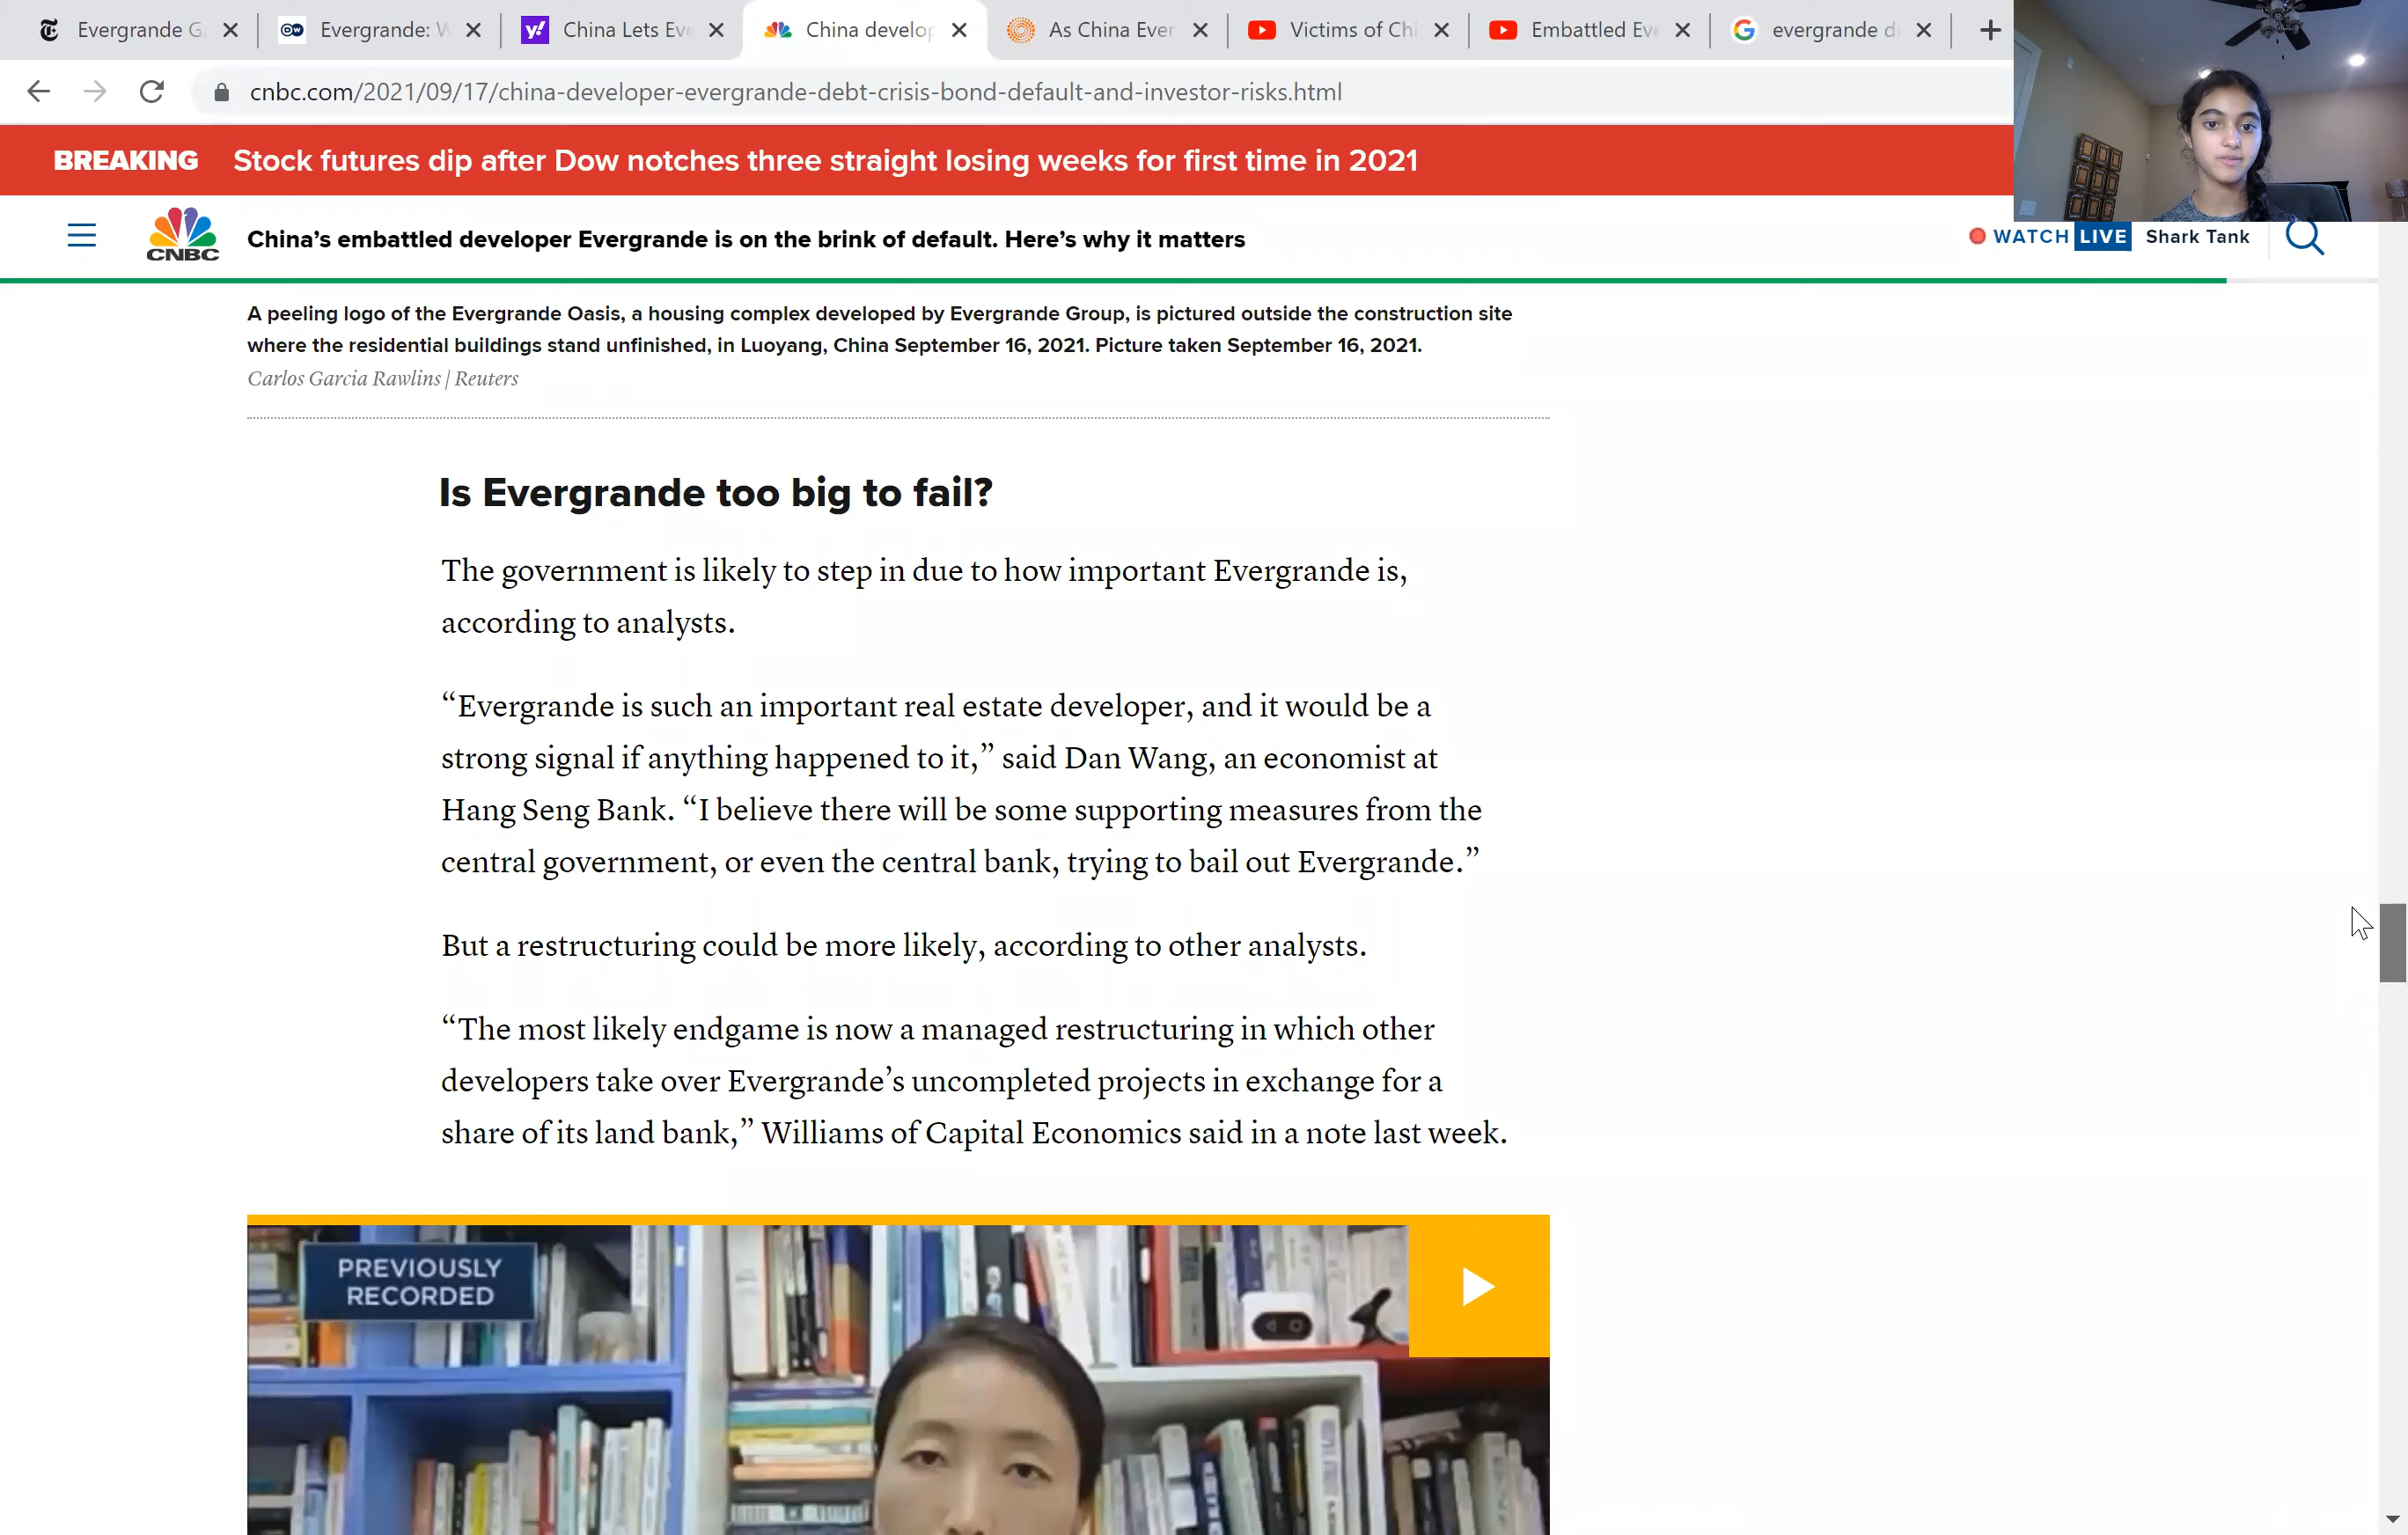 Evergrande G
Evergrande: W
China Lets Eve
China develop
As China Ever
Victims of Chi
Embattled Eve
evergrande d
cnbc.com/2021/09/17/china-developer-evergrande-debt-crisis-bond-default-and-investor-risks.html
BREAKING Stock futures dip after Dow notches three straight losing weeks for first time in 2021
CNBC
China’s embattled developer Evergrande is on the brink of default. Here’s why it matters
WATCH LIVE Shark Tank
A peeling logo of the Evergrande Oasis, a housing complex developed by Evergrande Group, is pictured outside the construction site
where the residential buildings stand unfinished, in Luoyang, China September 16, 2021. Picture taken September 16, 2021.
Carlos Garcia Rawlins | Reuters
Is Evergrande too big to fail?
The government is likely to step in due to how important Evergrande is,
according to analysts.
“Evergrande is such an important real estate developer, and it would be a
strong signal if anything happened to it,” said Dan Wang, an economist at
Hang Seng Bank. “I believe there will be some supporting measures from the
central government, or even the central bank, trying to bail out Evergrande.”
But a restructuring could be more likely, according to other analysts.
“The most likely endgame is now a managed restructuring in which other
developers take over Evergrande’s uncompleted projects in exchange for a
share of its land bank,” Williams of Capital Economics said in a note last week.
PREVIOUSLY
RECORDED